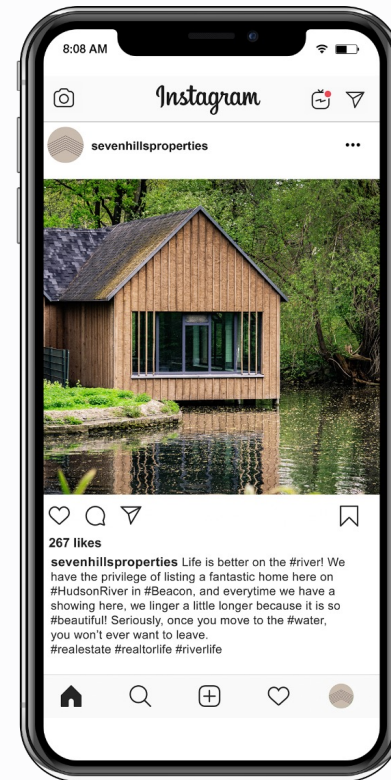 8:08 AM
Instagram
sevenhillsproperties
267 likes
sevenhillsproperties Life is better on the #river! We
have the privilege of listing a fantastic home here on
#HudsonRiver in #Beacon, and everytime we have a
showing here, we linger a little longer because it is so
#beautiful! Seriously, once you move to the #water,
you won't ever want to leave.
#realestate #realtorlife #riverlife